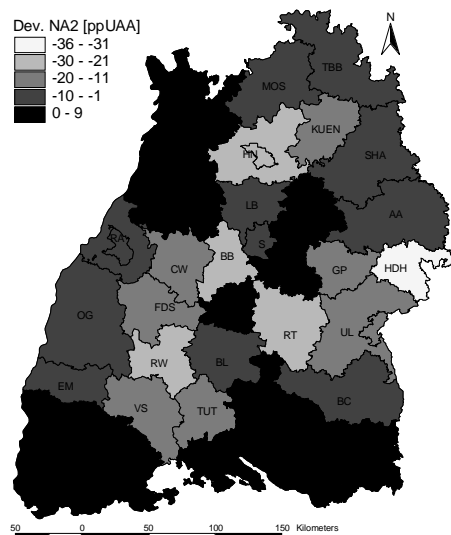 Dev. NA2 [ppUAA]
-36 - -31
-30 - -21
-20 - -11
-10 - -1
0 - 9
N
TBB
MOS
KUEN
HN
SHA
LB
AA
S
RA
BB
CW
GP
HDH
FDS
OG
RT
UL
RW
BL
EM
BC
VS
TUT
50 0 50 100 150 Kilometers